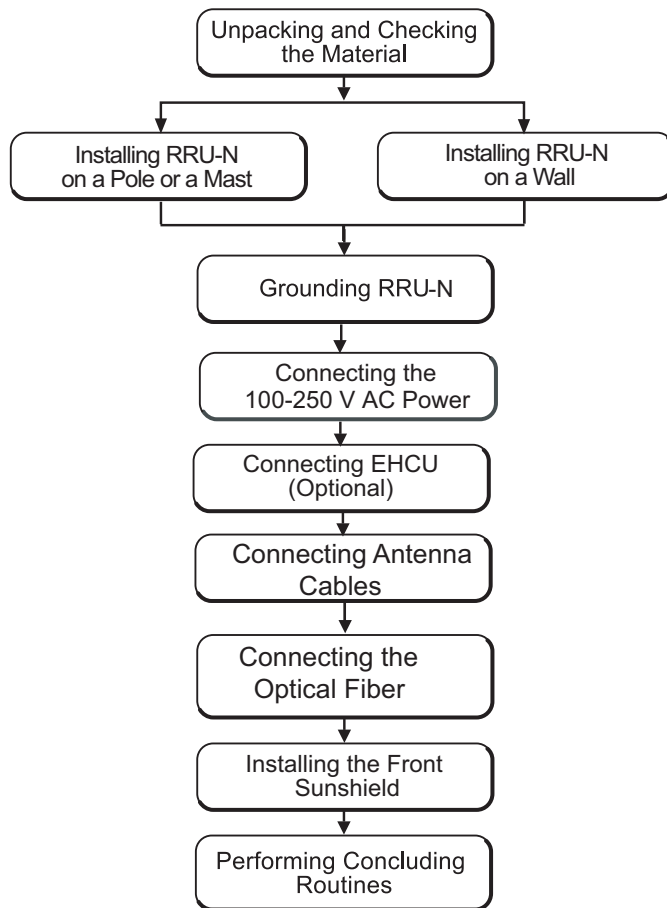 Unpacking and Checking
the Material
Installing RRU-N
on a Pole or a Mast
Installing RRU-N
on a Wall
Grounding RRU-N
Connecting the
100-250 V AC Power
Connecting EHCU
(Optional)
Connecting Antenna
Cables
Connecting the
Optical Fiber
Installing the Front
Sunshield
Performing Concluding
Routines